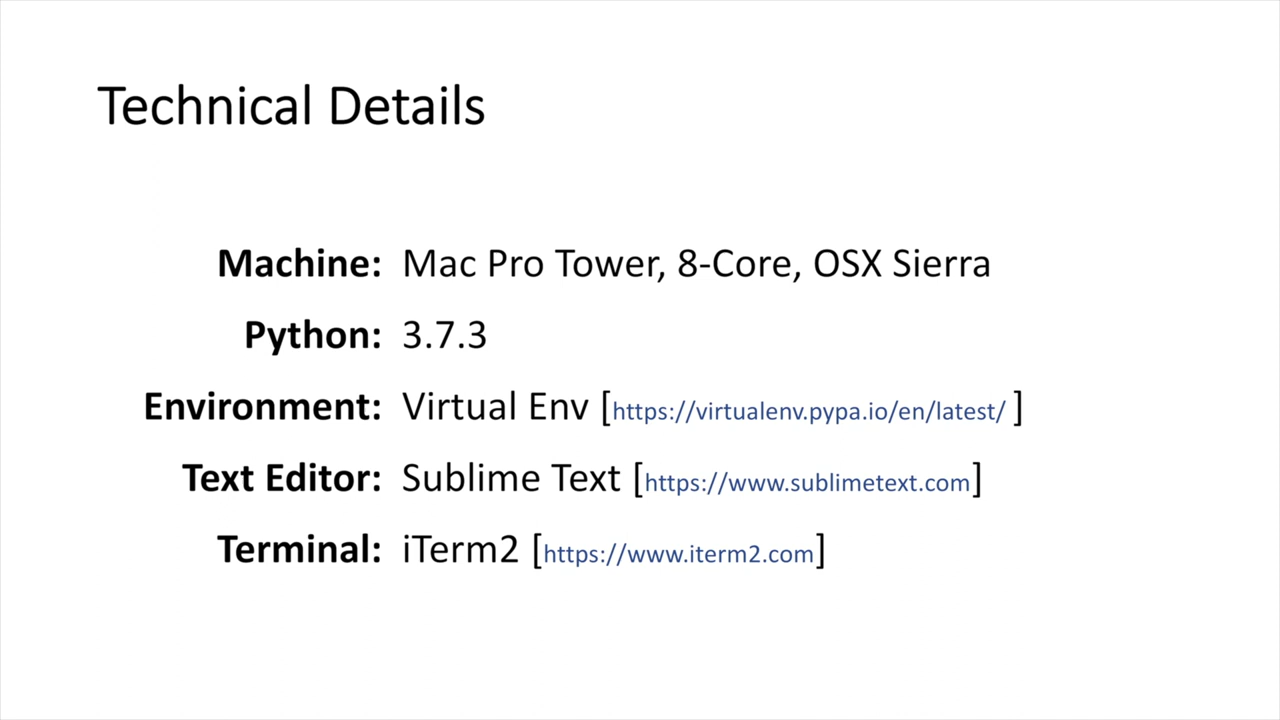 Technical Details
Machine: Mac Pro Tower, 8-Core, OSX Sierra
Python: 3.7.3
Environment: Virtual Env [https://virtualenv.pypa.io/en/latest/ ]
Text Editor: Sublime Text [https://www.sublimetext.com]
Terminal: iTerm2 [https://www.iterm2.com]